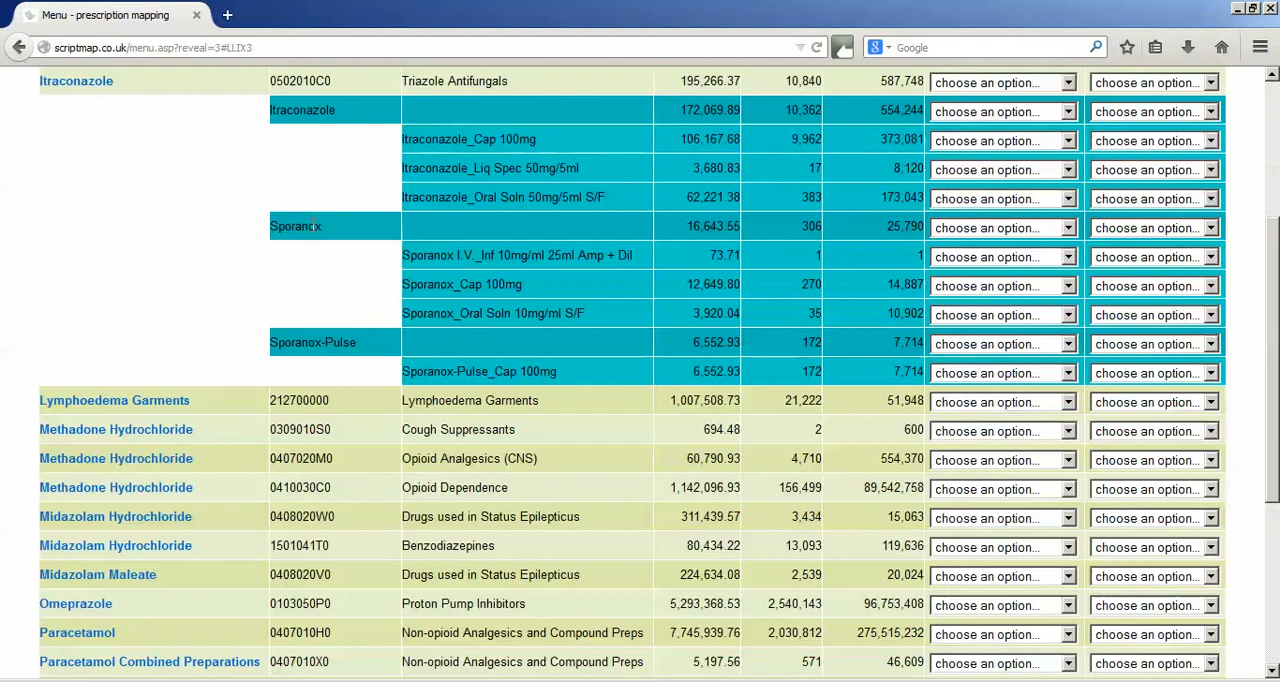 Menu - prescription mapping
scriptmap.co.uk/menu.asp?reveal=3#LLIX3
Google
Itraconazole 0502010C0 Triazole Antifungals 195,266.37 10,840 587,748 choose an option... choose an option...
Itraconazole 172,069.89 10,362 554,244 choose an option... choose an option...
Itraconazole_Cap 100mg 106,167.68 9,962 373,081 choose an option... choose an option...
Itraconazole_Liq Spec 50mg/5ml 3,680.83 17 8,120 choose an option... choose an option...
Itraconazole_Oral Soln 50mg/5ml S/F 62,221.38 383 173,043 choose an option... choose an option...
Sporanox 16,643.55 306 25,790 choose an option... choose an option...
Sporanox I.V._Inf 10mg/ml 25ml Amp + Dil 73.71 1 1 choose an option... choose an option...
Sporanox_Cap 100mg 12,649.80 270 14,887 choose an option... choose an option...
Sporanox_Oral Soln 10mg/ml S/F 3,920.04 35 10,902 choose an option... choose an option...
Sporanox-Pulse 6,552.93 172 7,714 choose an option... choose an option...
Sporanox-Pulse_Cap 100mg 6,552.93 172 7,714 choose an option... choose an option...
Lymphoedema Garments 212700000 Lymphoedema Garments 1,007,508.73 21,222 51,948 choose an option... choose an option...
Methadone Hydrochloride 0309010S0 Cough Suppressants 694.48 2 600 choose an option... choose an option...
Methadone Hydrochloride 0407020M0 Opioid Analgesics (CNS) 60,790.93 4,710 554,370 choose an option... choose an option...
Methadone Hydrochloride 0410030C0 Opioid Dependence 1,142,096.93 156,499 89,542,758 choose an option... choose an option...
Midazolam Hydrochloride 0408020W0 Drugs used in Status Epilepticus 311,439.57 3,434 15,063 choose an option... choose an option...
Midazolam Hydrochloride 1501041T0 Benzodiazepines 80,434.22 13,093 119,636 choose an option... choose an option...
Midazolam Maleate 0408020V0 Drugs used in Status Epilepticus 224,634.08 2,539 20,024 choose an option... choose an option...
Omeprazole 0103050P0 Proton Pump Inhibitors 5,293,368.53 2,540,143 96,753,408 choose an option... choose an option...
Paracetamol 0407010H0 Non-opioid Analgesics and Compound Preps 7,745,939.76 2,030,812 275,515,232 choose an option... choose an option...
Paracetamol Combined Preparations 0407010X0 Non-opioid Analgesics and Compound Preps 5,197.56 571 46,609 choose an option... choose an option...